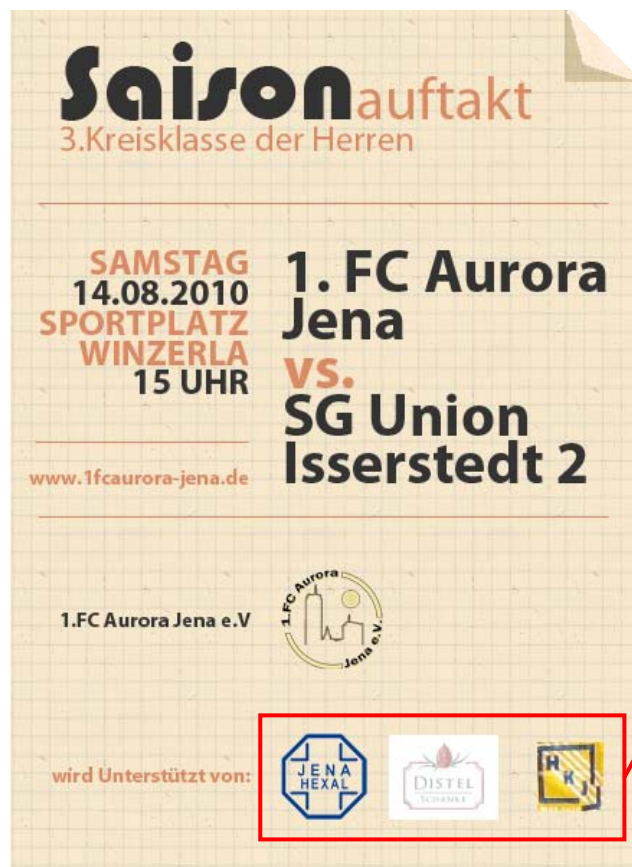 Saisonauftakt
3.Kreisklasse der Herren
SAMSTAG
14.08.2010
SPORTPLATZ
WINZERLA
15 UHR
www.1fcaurora-jena.de
1. FC Aurora
Jena
vs.
SG Union
Isserstedt 2
1.FC Aurora Jena e.V
1.FC Aurora
Jena e.V.
wird Unterstützt von:
JENA
HEXAL
DISTEL
SCHÄNKE
HKJ